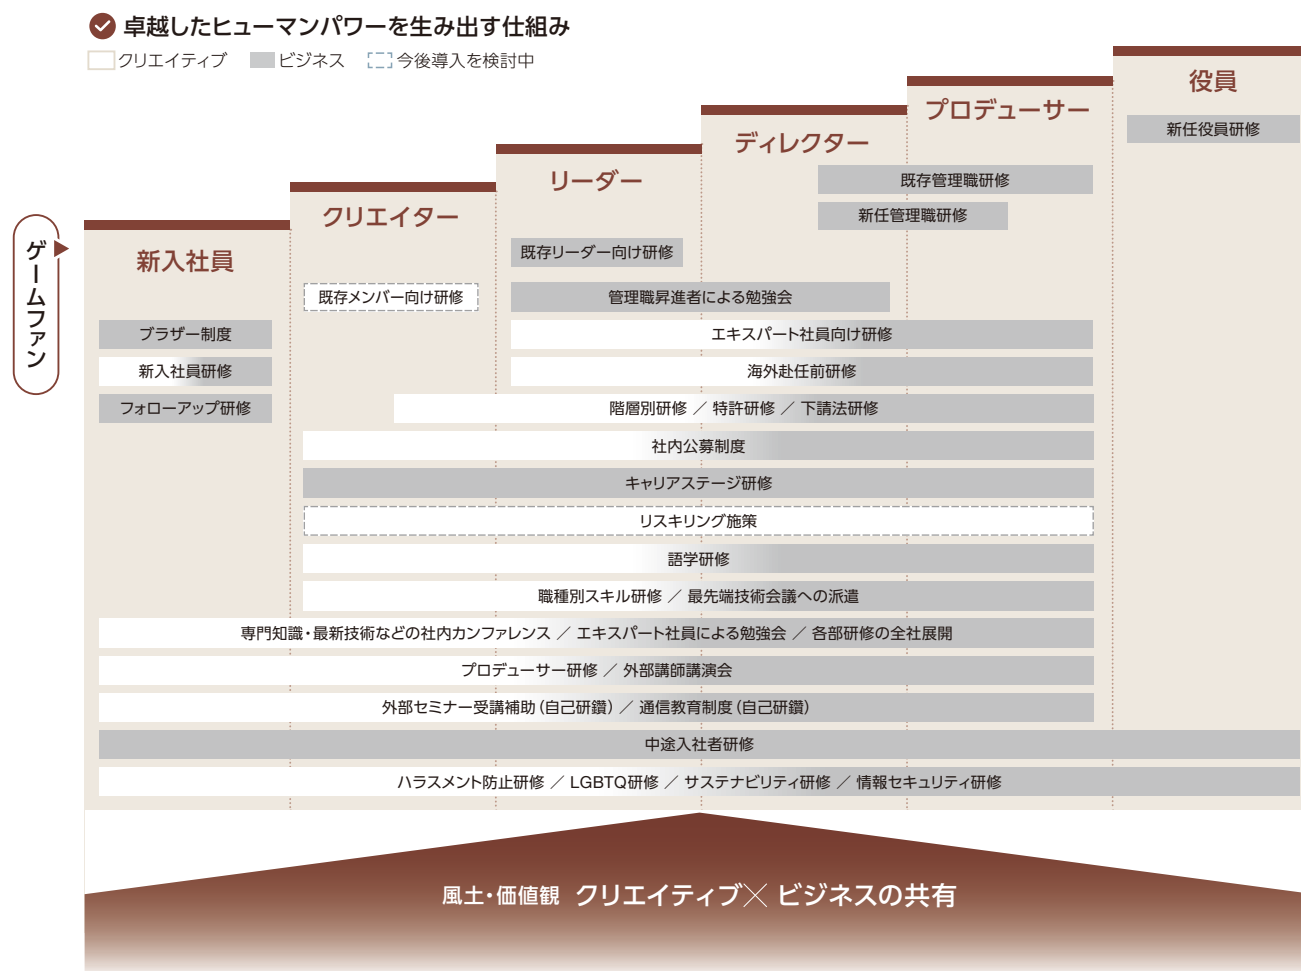 卓越したヒューマンパワーを生み出す仕組み
クリエイティブ ビジネス 今後導入を検討中
ゲームファン
新入社員
クリエイター
リーダー
ディレクター
プロデューサー
役員
新任役員研修
既存管理職研修
新任管理職研修
既存リーダー向け研修
既存メンバー向け研修
管理職昇進者による勉強会
ブラザー制度
エキスパート社員向け研修
新入社員研修
海外赴任前研修
フォローアップ研修
階層別研修 ／ 特許研修 ／ 下請法研修
社内公募制度
キャリアステージ研修
リスキリング施策
語学研修
職種別スキル研修 ／ 最先端技術会議への派遣
専門知識・最新技術などの社内カンファレンス ／ エキスパート社員による勉強会 ／ 各部研修の全社展開
プロデューサー研修 ／ 外部講師講演会
外部セミナー受講補助（自己研鑽）／ 通信教育制度（自己研鑽）
中途入社者研修
ハラスメント防止研修 ／ LGBTQ研修 ／ サステナビリティ研修 ／ 情報セキュリティ研修
風土・価値観 クリエイティブ× ビジネスの共有